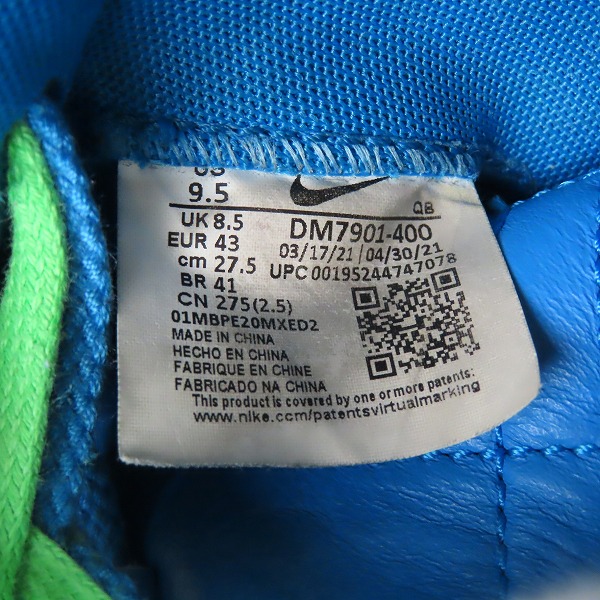 US
9.5
UK 8.5
EUR 43
cm 27.5
BR 41
CN 275(2.5)
01MBPE20MXED2
MADE IN CHINA
HECHO EN CHINA
FABRIQUE EN CHINE
FABRICADO NA CHINA
QB
DM7901-400
03/17/21 | 04/30/21
UPC 00195244747078
This product is covered by one or more patents:
www.nike.com/patentsvirtualmarking